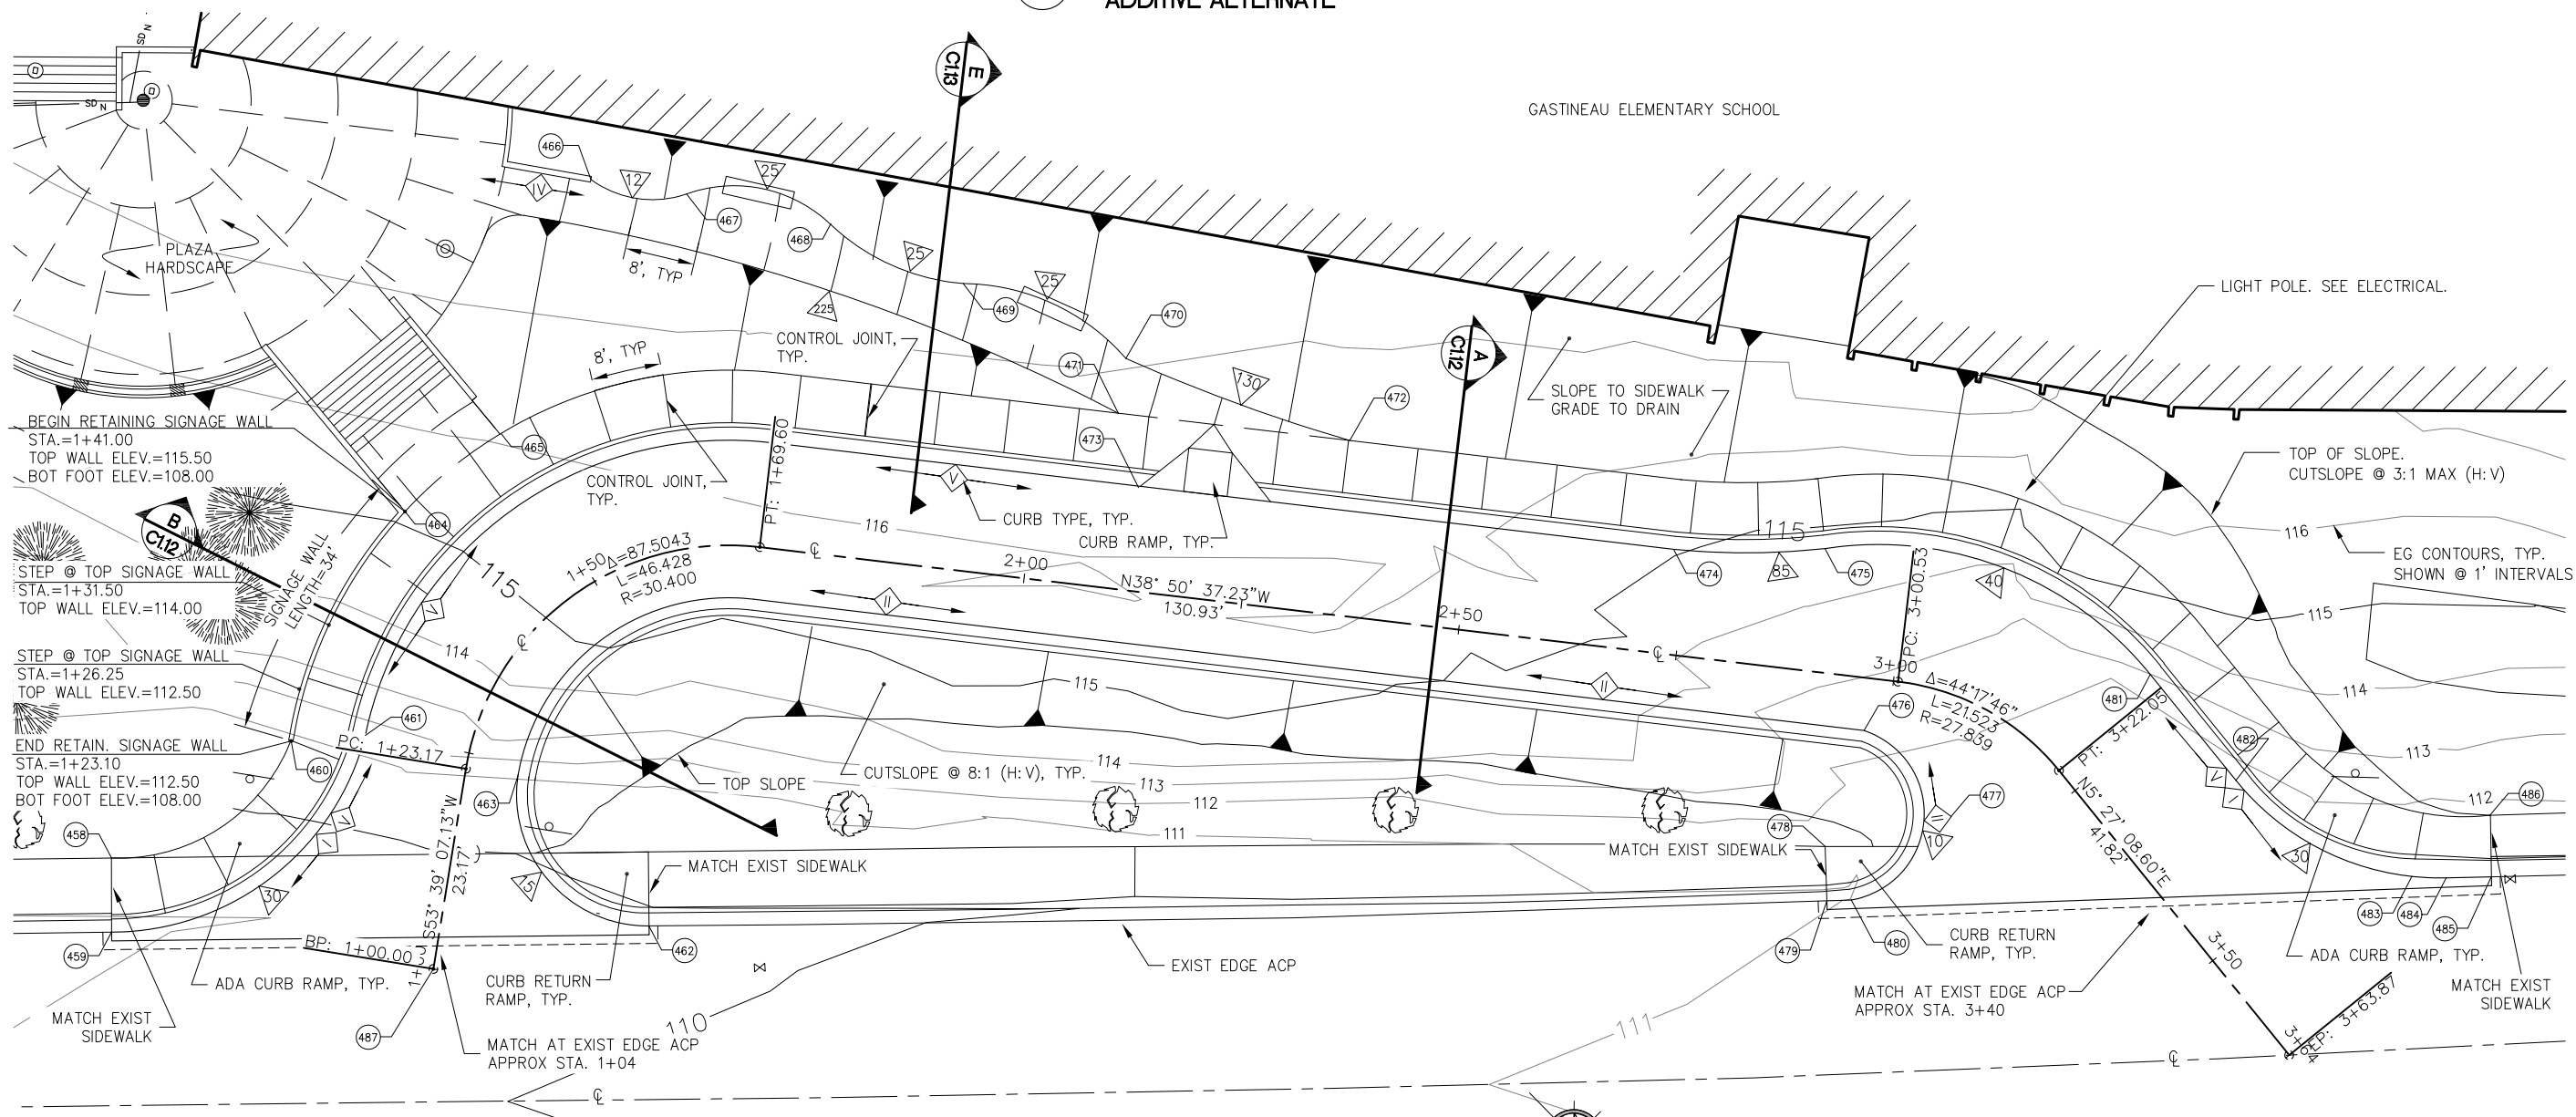 ADDITIVE ALTERNATE
SD N
SD N
E
C1.13
GASTINEAU ELEMENTARY SCHOOL
466
IV
12
25
467
468
8', TYP
25
225
469
25
470
PLAZA
HARDSCAPE
LIGHT POLE. SEE ELECTRICAL.
CONTROL JOINT,
TYP.
8', TYP
471
130
A
C1.12
472
473
SLOPE TO SIDEWALK
GRADE TO DRAIN
BEGIN RETAINING SIGNAGE WALL
STA.=1+41.00
TOP WALL ELEV.=115.50
BOT FOOT ELEV.=108.00
465
CONTROL JOINT,
TYP.
PT: 1+69.60
V
CURB TYPE, TYP.
CURB RAMP, TYP.
TOP OF SLOPE.
CUTSLOPE @ 3:1 MAX (H:V)
B
C1.12
464
SIGNAGE WALL
LENGTH=34'
115
116
115
116
EG CONTOURS, TYP.
SHOWN @ 1' INTERVALS
STEP @ TOP SIGNAGE WALL
STA.=1+31.50
TOP WALL ELEV.=114.00
V
1+50
Δ=87.5043
L=46.428
R=30.400
℄
℄
2+00
N38° 50' 37.23"W
130.93'
II
2+50
474
85
475
40
PC: 3+00.53
115
STEP @ TOP SIGNAGE WALL
STA.=1+26.25
TOP WALL ELEV.=112.50
114
115
℄
3+00
Δ=44°17'46"
L=21.523
R=27.839
II
476
481
PT: 3+22.05
114
482
113
END RETAIN. SIGNAGE WALL
STA.=1+23.10
TOP WALL ELEV.=112.50
BOT FOOT ELEV.=108.00
461
PC: 1+23.17
460
463
TOP SLOPE
CUTSLOPE @ 8:1 (H:V), TYP.
114
113
112
111
477
II
10
V
I
112
486
458
V
I
S53° 39' 07.13"W
23.17'
478
MATCH EXIST SIDEWALK
MATCH EXIST SIDEWALK
N5° 27' 08.60"E
41.82'
30
30
15
459
BP: 1+00.00
462
479
480
483
484
485
CURB RETURN
RAMP, TYP.
EXIST EDGE ACP
CURB RETURN
RAMP, TYP.
3+50
ADA CURB RAMP, TYP.
ADA CURB RAMP, TYP.
MATCH EXIST
SIDEWALK
MATCH EXIST
SIDEWALK
MATCH AT EXIST EDGE ACP
APPROX STA. 3+40
487
110
MATCH AT EXIST EDGE ACP
APPROX STA. 1+04
111
EP: 3+63.87
℄
℄